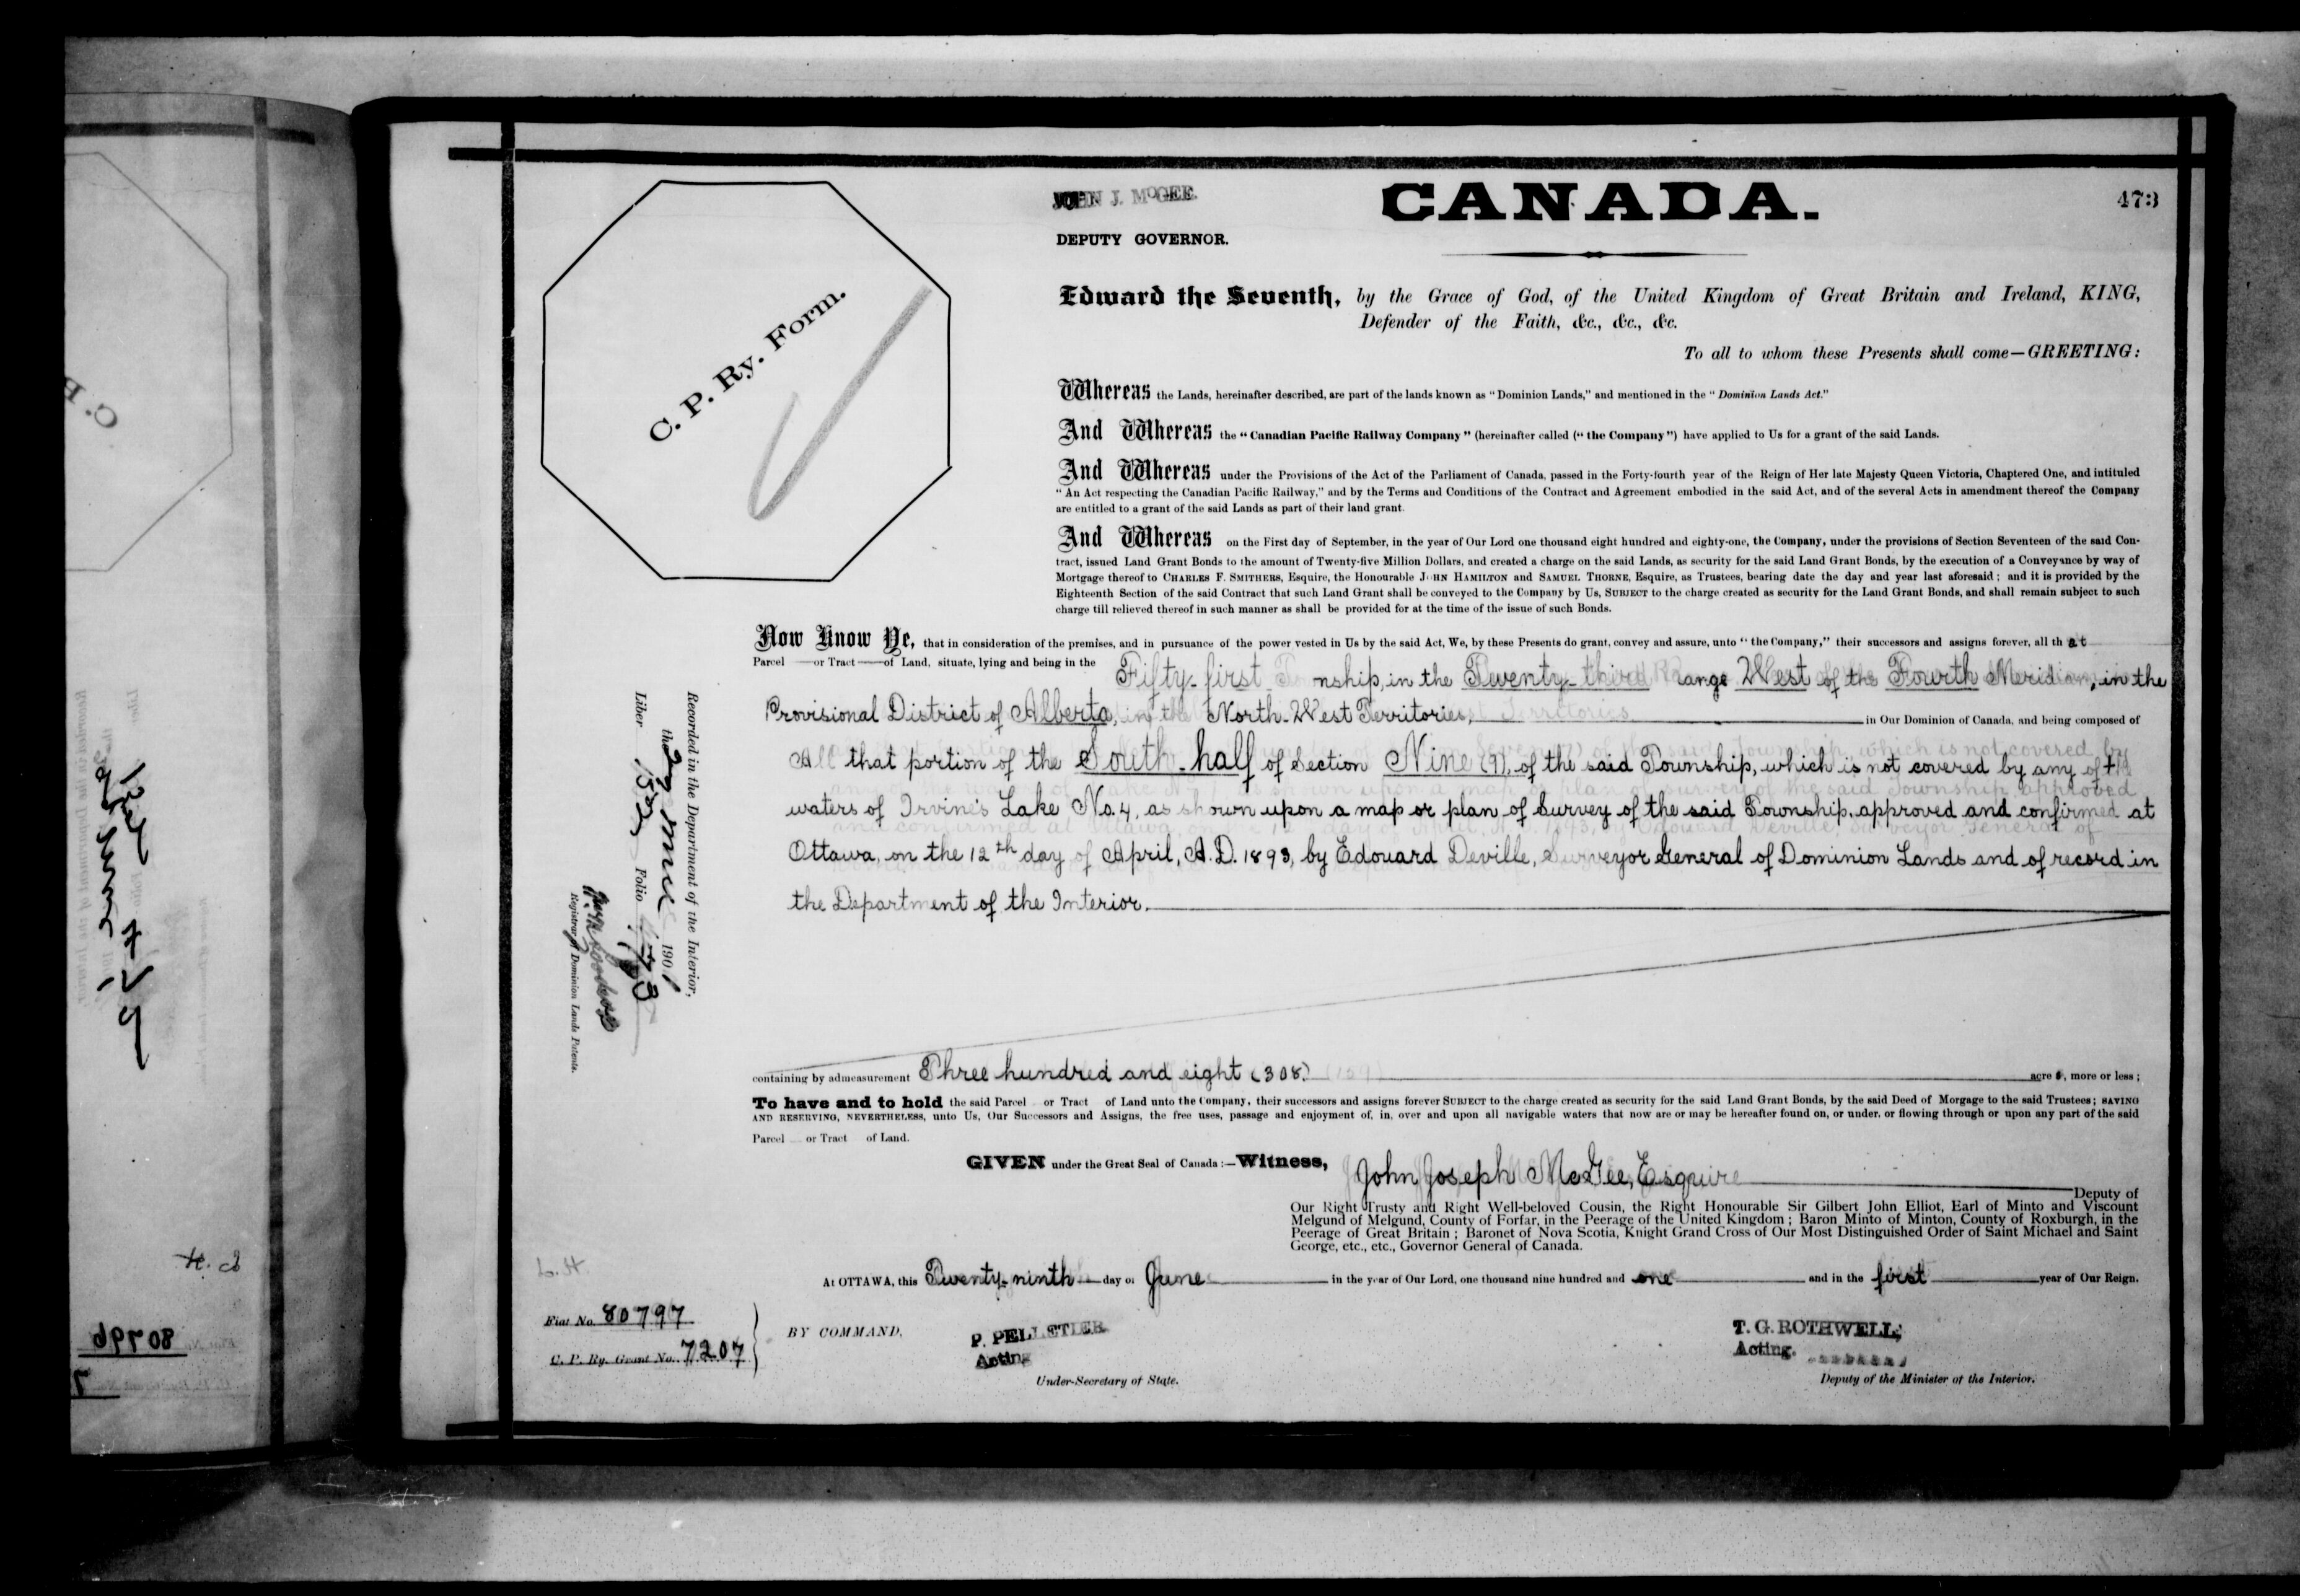 JOHN J. McGEE.
CANADA.
473
DEPUTY GOVERNOR.
C. P. Ry. Form.
Edward the Seventh, by the Grace of God, of the United Kingdom of Great Britain and Ireland, KING,
Defender of the Faith, &c., &c., &c.
To all to whom these Presents shall come—GREETING:
Whereas the Lands, hereinafter described, are part of the lands known as "Dominion Lands," and mentioned in the "Dominion Lands Act."
And Whereas the "Canadian Pacific Railway Company" (hereinafter called ("the Company") have applied to Us for a grant of the said Lands.
And Whereas under the Provisions of the Act of the Parliament of Canada, passed in the Forty-fourth year of the Reign of Her late Majesty Queen Victoria, Chaptered One, and intituled
"An Act respecting the Canadian Pacific Railway," and by the Terms and Conditions of the Contract and Agreement embodied in the said Act, and of the several Acts in amendment thereof the Company
are entitled to a grant of the said Lands as part of their land grant.
And Whereas on the First day of September, in the year of Our Lord one thousand eight hundred and eighty-one, the Company, under the provisions of Section Seventeen of the said Con-
tract, issued Land Grant Bonds to the amount of Twenty-five Million Dollars, and created a charge on the said Lands, as security for the said Land Grant Bonds, by the execution of a Conveyance by way of
Mortgage thereof to CHARLES F. SMITHERS, Esquire, the Honourable JOHN HAMILTON and SAMUEL THORNE, Esquire, as Trustees, bearing date the day and year last aforesaid; and it is provided by the
Eighteenth Section of the said Contract that such Land Grant shall be conveyed to the Company by Us, SUBJECT to the charge created as security for the Land Grant Bonds, and shall remain subject to such
charge till relieved thereof in such manner as shall be provided for at the time of the issue of such Bonds.
Now Know Ye, that in consideration of the premises, and in pursuance of the power vested in Us by the said Act, We, by these Presents do grant, convey and assure, unto "the Company," their successors and assigns forever, all that
Parcel or Tract of Land, situate, lying and being in the
Fifty-first Township, in the Twenty-third Range West of the Fourth Meridian, in the
Provisional District of Alberta, in the North-West Territories, in Our Dominion of Canada, and being composed of
All that portion of the South-half of Section Nine (9), of the said Township, which is not covered by any of the
waters of Irvine's Lake No. 4, as shown upon a map or plan of Survey of the said Township, approved and confirmed at
Ottawa, on the 12th day of April, A.D. 1893, by Edouard Deville, Surveyor General of Dominion Lands and of record in
the Department of the Interior.
Recorded in the Department of the Interior,
the 29 June 1901
Liber 152 Folio 473
Registrar of Dominion Lands Patents.
containing by admeasurement Three hundred and eight (308) acres, more or less;
To have and to hold the said Parcel or Tract of Land unto the Company, their successors and assigns forever SUBJECT to the charge created as security for the said Land Grant Bonds, by the said Deed of Morgage to the said Trustees; SAVING
AND RESERVING, NEVERTHELESS, unto Us, Our Successors and Assigns, the free uses, passage and enjoyment of, in, over and upon all navigable waters that now are or may be hereafter found on, or under, or flowing through or upon any part of the said
Parcel or Tract of Land.
GIVEN under the Great Seal of Canada:—Witness, John Joseph McGee, Esquire
Deputy of
Our Right Trusty and Right Well-beloved Cousin, the Right Honourable Sir Gilbert John Elliot, Earl of Minto and Viscount
Melgund of Melgund, County of Forfar, in the Peerage of the United Kingdom; Baron Minto of Minton, County of Roxburgh, in the
Peerage of Great Britain; Baronet of Nova Scotia, Knight Grand Cross of Our Most Distinguished Order of Saint Michael and Saint
George, etc., etc., Governor General of Canada.
L.H.
At OTTAWA, this Twenty-ninth day of June in the year of Our Lord, one thousand nine hundred and one and in the first year of Our Reign.
Fiat No. 80797
C. P. Ry. Grant No. 7207
BY COMMAND,
P. PELLETIER
Acting
Under-Secretary of State.
T. G. ROTHWELL,
Acting.
Deputy of the Minister of the Interior.
80796